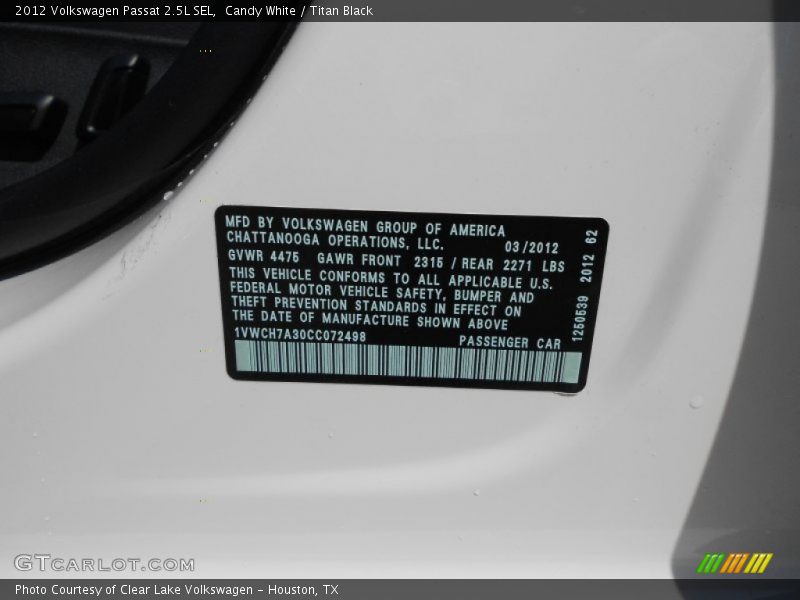 2012 Volkswagen Passat 2.5L SEL, Candy White / Titan Black
MFD BY VOLKSWAGEN GROUP OF AMERICA
CHATTANOOGA OPERATIONS, LLC. 03/2012
GVWR 4475 GAWR FRONT 2315 / REAR 2271 LBS
THIS VEHICLE CONFORMS TO ALL APPLICABLE U.S.
FEDERAL MOTOR VEHICLE SAFETY, BUMPER AND
THEFT PREVENTION STANDARDS IN EFFECT ON
THE DATE OF MANUFACTURE SHOWN ABOVE
1VWCH7A30CC072498 PASSENGER CAR
1250539 2012 62
GTCARLOT.COM
Photo Courtesy of Clear Lake Volkswagen - Houston, TX